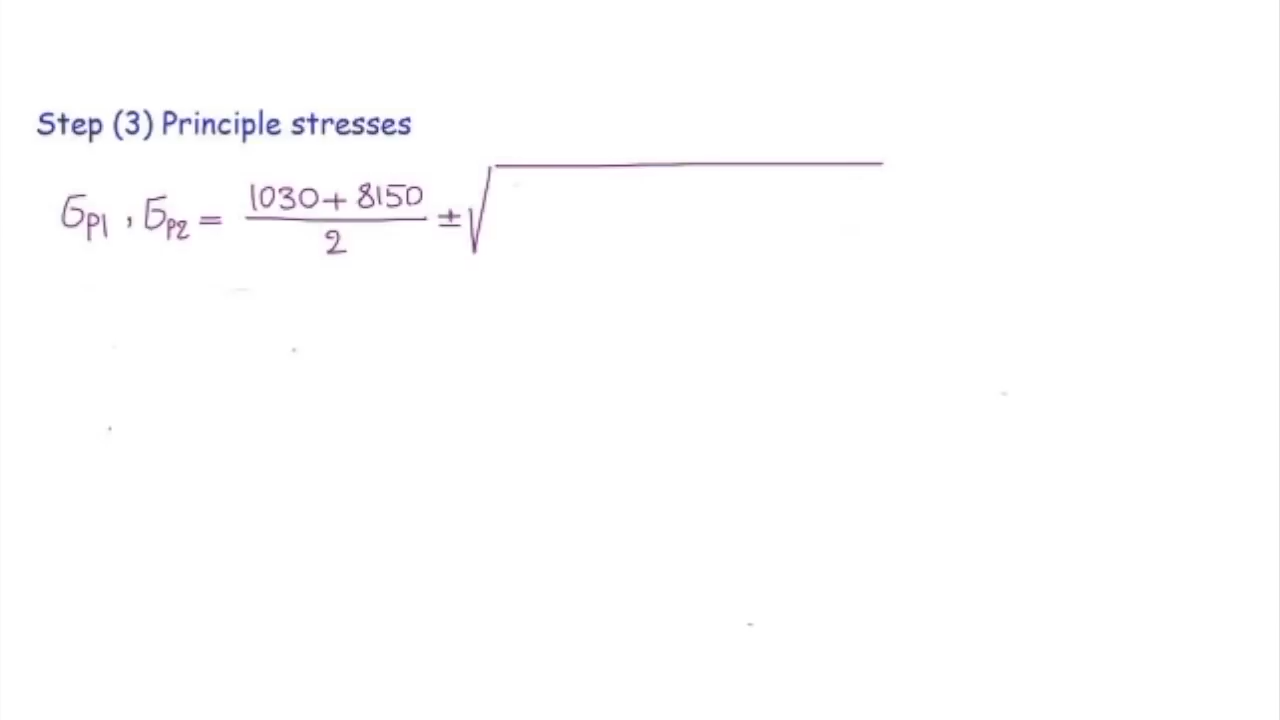 Step (3) Principle stresses
σP1 , σP2 = (1030 + 8150) / 2 ± √